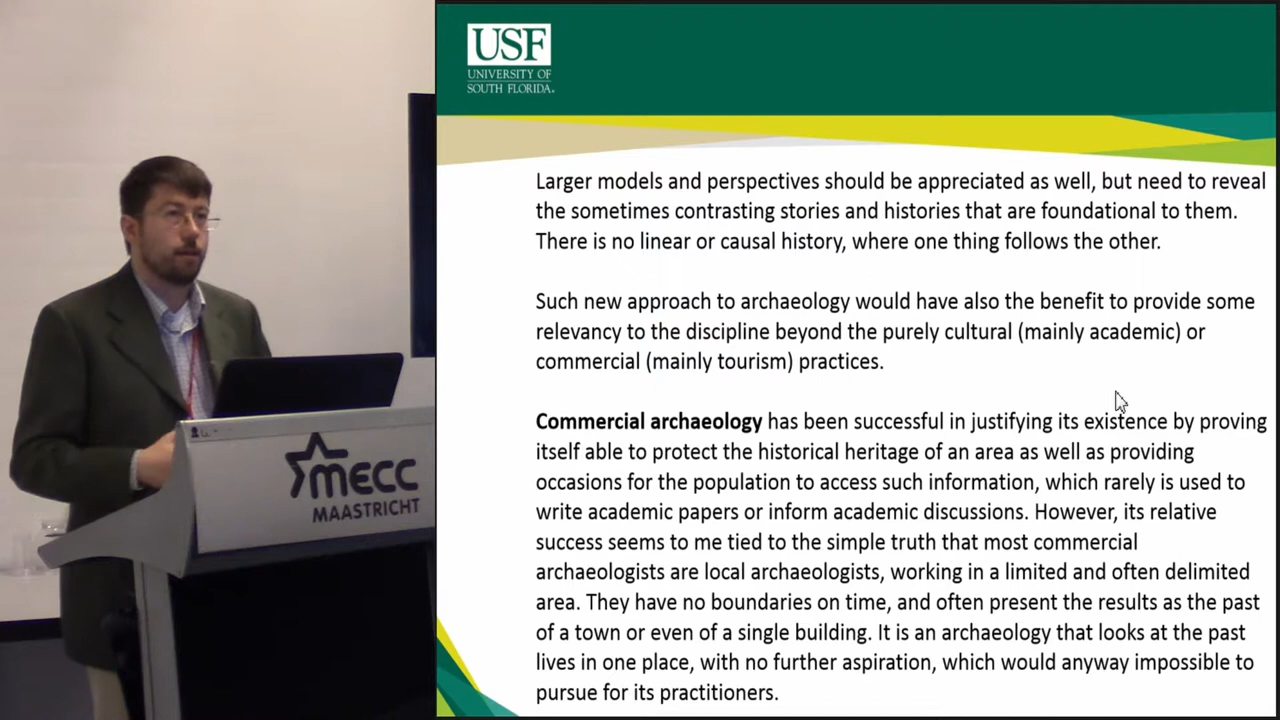 USF
UNIVERSITY OF
SOUTH FLORIDA.
Larger models and perspectives should be appreciated as well, but need to reveal
the sometimes contrasting stories and histories that are foundational to them.
There is no linear or causal history, where one thing follows the other.
Such new approach to archaeology would have also the benefit to provide some
relevancy to the discipline beyond the purely cultural (mainly academic) or
commercial (mainly tourism) practices.
Commercial archaeology has been successful in justifying its existence by proving
itself able to protect the historical heritage of an area as well as providing
occasions for the population to access such information, which rarely is used to
write academic papers or inform academic discussions. However, its relative
success seems to me tied to the simple truth that most commercial
archaeologists are local archaeologists, working in a limited and often delimited
area. They have no boundaries on time, and often present the results as the past
of a town or even of a single building. It is an archaeology that looks at the past
lives in one place, with no further aspiration, which would anyway impossible to
pursue for its practitioners.
mecc
MAASTRICHT